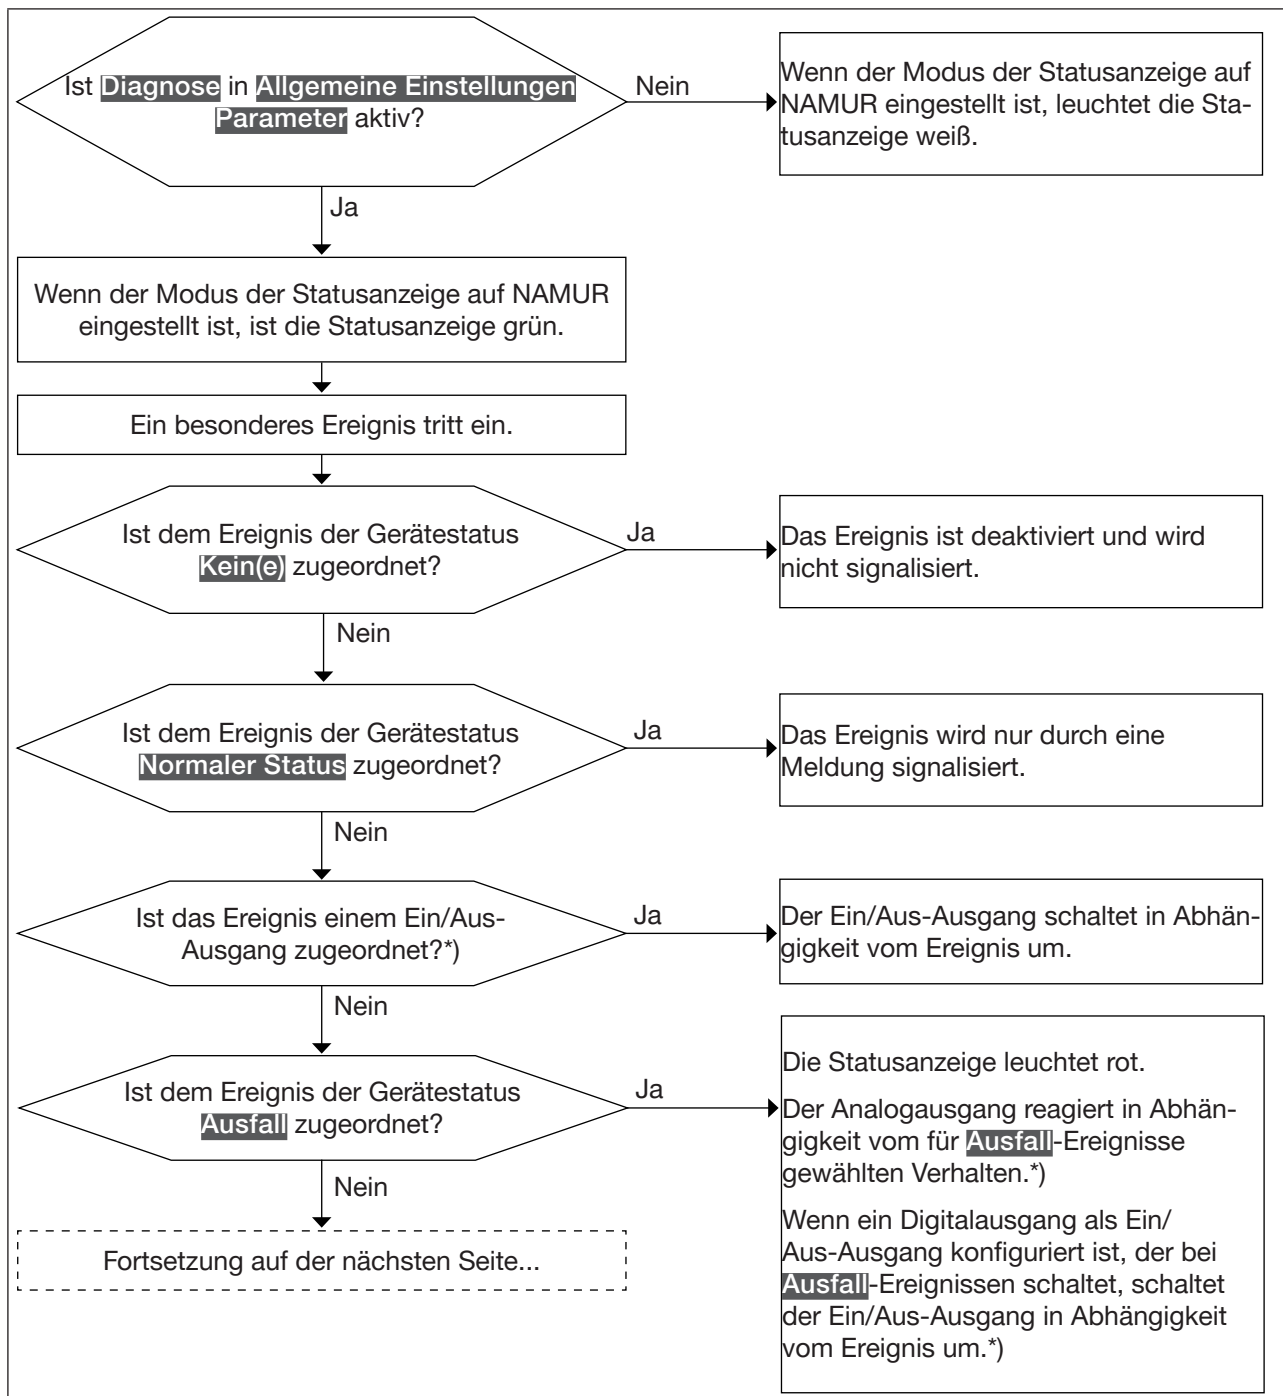 Ist Diagnose in Allgemeine Einstellungen
Parameter aktiv?
Nein
Wenn der Modus der Statusanzeige auf
NAMUR eingestellt ist, leuchtet die Sta-
tusanzeige weiß.
Ja
Wenn der Modus der Statusanzeige auf NAMUR
eingestellt ist, ist die Statusanzeige grün.
Ein besonderes Ereignis tritt ein.
Ist dem Ereignis der Gerätestatus
Kein(e) zugeordnet?
Ja
Das Ereignis ist deaktiviert und wird
nicht signalisiert.
Nein
Ist dem Ereignis der Gerätestatus
Normaler Status zugeordnet?
Ja
Das Ereignis wird nur durch eine
Meldung signalisiert.
Nein
Ist das Ereignis einem Ein/Aus-
Ausgang zugeordnet?*)
Ja
Der Ein/Aus-Ausgang schaltet in Abhän-
gigkeit vom Ereignis um.
Nein
Ist dem Ereignis der Gerätestatus
Ausfall zugeordnet?
Ja
Die Statusanzeige leuchtet rot.
Der Analogausgang reagiert in Abhän-
gigkeit vom für Ausfall-Ereignisse
gewählten Verhalten.*)
Wenn ein Digitalausgang als Ein/
Aus-Ausgang konfiguriert ist, der bei
Ausfall-Ereignissen schaltet, schaltet
der Ein/Aus-Ausgang in Abhängigkeit
vom Ereignis um.*)
Nein
Fortsetzung auf der nächsten Seite...